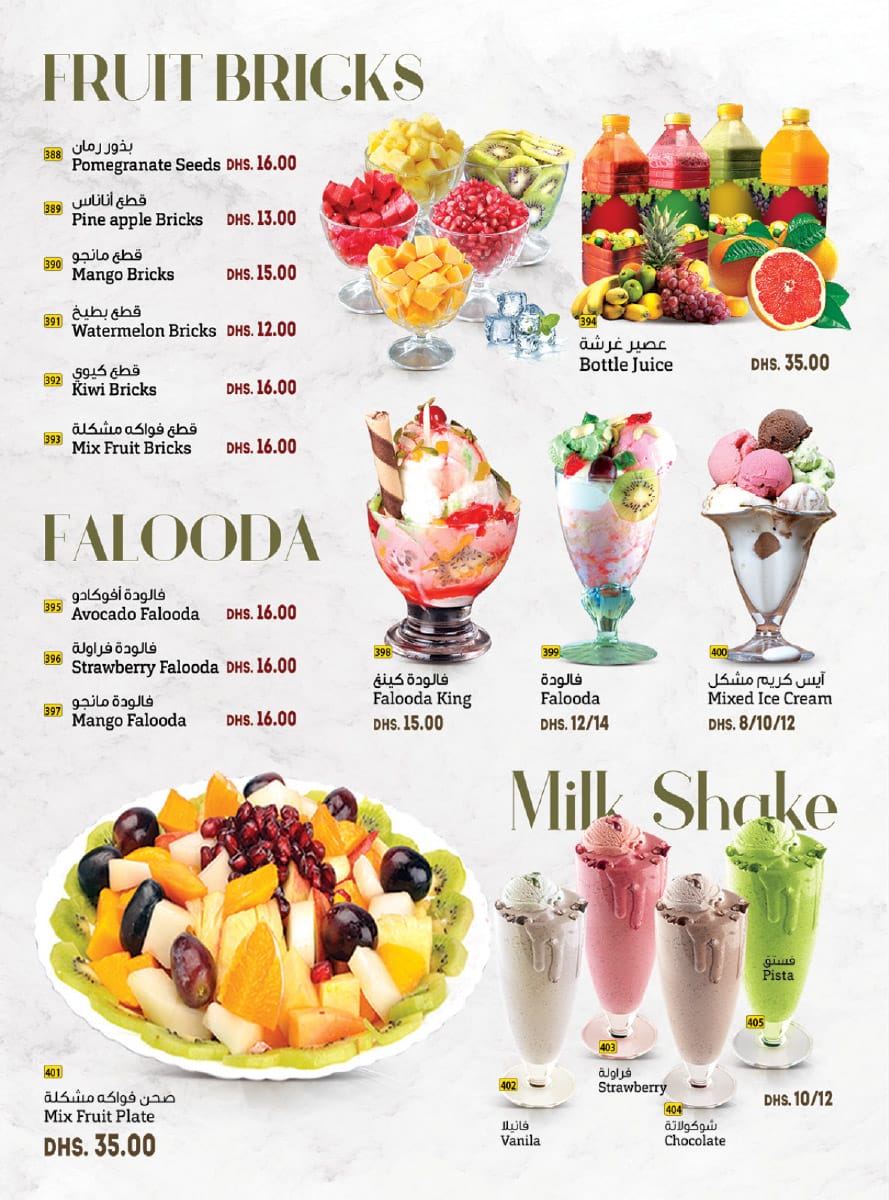 FRUIT BRICKS
388
بذور رمان
Pomegranate Seeds DHS. 16.00
389
قطع أناناس
Pine apple Bricks DHS. 13.00
390
قطع مانجو
Mango Bricks DHS. 15.00
391
قطع بطيخ
Watermelon Bricks DHS. 12.00
392
قطع كيوي
Kiwi Bricks DHS. 16.00
393
قطع فواكه مشكلة
Mix Fruit Bricks DHS. 16.00
394
عصير غرشة
Bottle Juice DHS. 35.00
FALOODA
395
فالودة أفوكادو
Avocado Falooda DHS. 16.00
396
فالودة فراولة
Strawberry Falooda DHS. 16.00
397
فالودة مانجو
Mango Falooda DHS. 16.00
398
فالودة كينغ
Falooda King
DHS. 15.00
399
فالودة
Falooda
DHS. 12/14
400
آيس كريم مشكل
Mixed Ice Cream
DHS. 8/10/12
401
صحن فواكه مشكلة
Mix Fruit Plate
DHS. 35.00
Milk Shake
402
فانيلا
Vanila
403
فراولة
Strawberry
404
شوكولاتة
Chocolate
فستق
Pista
405
DHS. 10/12